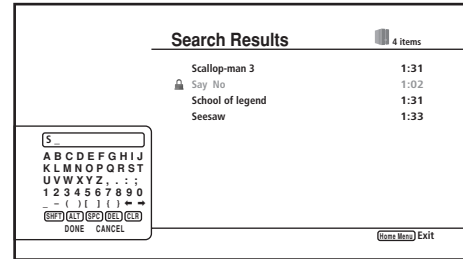 Search Results
4 items
Scallop-man 3 1:31
Say No 1:02
School of legend 1:31
Seesaw 1:33
S _
A B C D E F G H I J
K L M N O P Q R S T
U V W X Y Z , . : ;
1 2 3 4 5 6 7 8 9 0
_ – ( ) [ ] { } ← →
SHFT ALT SPC DEL CLR
DONE CANCEL
Home Menu Exit